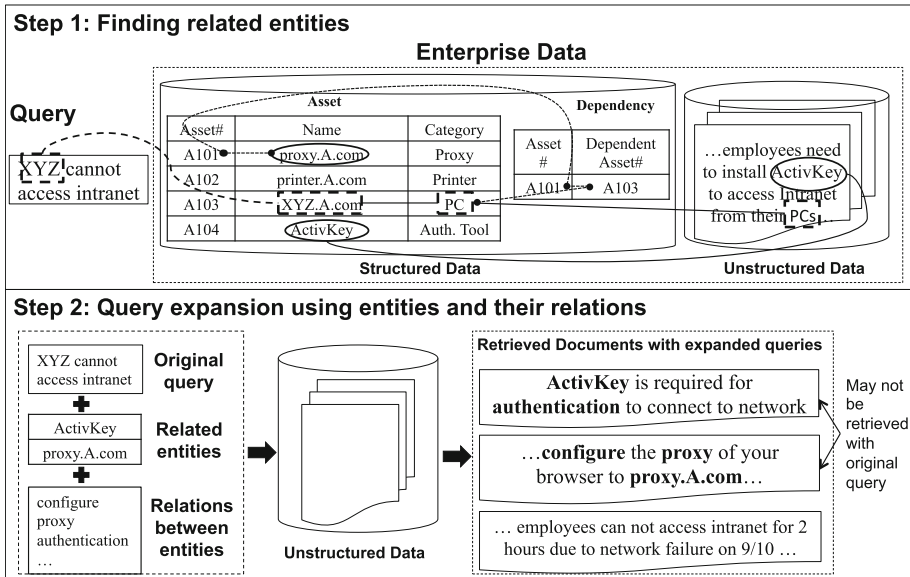 Step 1: Finding related entities
Enterprise Data
Query
XYZ cannot
access intranet
Asset
Asset# Name Category
A101 proxy.A.com Proxy
A102 printer.A.com Printer
A103 XYZ.A.com PC
A104 ActivKey Auth. Tool
Dependency
Asset Dependent
# Asset#
A101 A103
Structured Data
…employees need
to install ActivKey
to access Intranet
from their PCs…
Unstructured Data
Step 2: Query expansion using entities and their relations
XYZ cannot
access intranet
Original
query
ActivKey
proxy.A.com
Related
entities
configure
proxy
authentication
…
Relations
between
entities
Unstructured Data
Retrieved Documents with expanded queries
ActivKey is required for
authentication to connect to network
…configure the proxy of your
browser to proxy.A.com…
… employees can not access intranet for 2
hours due to network failure on 9/10 …
May not
be
retrieved
with
original
query